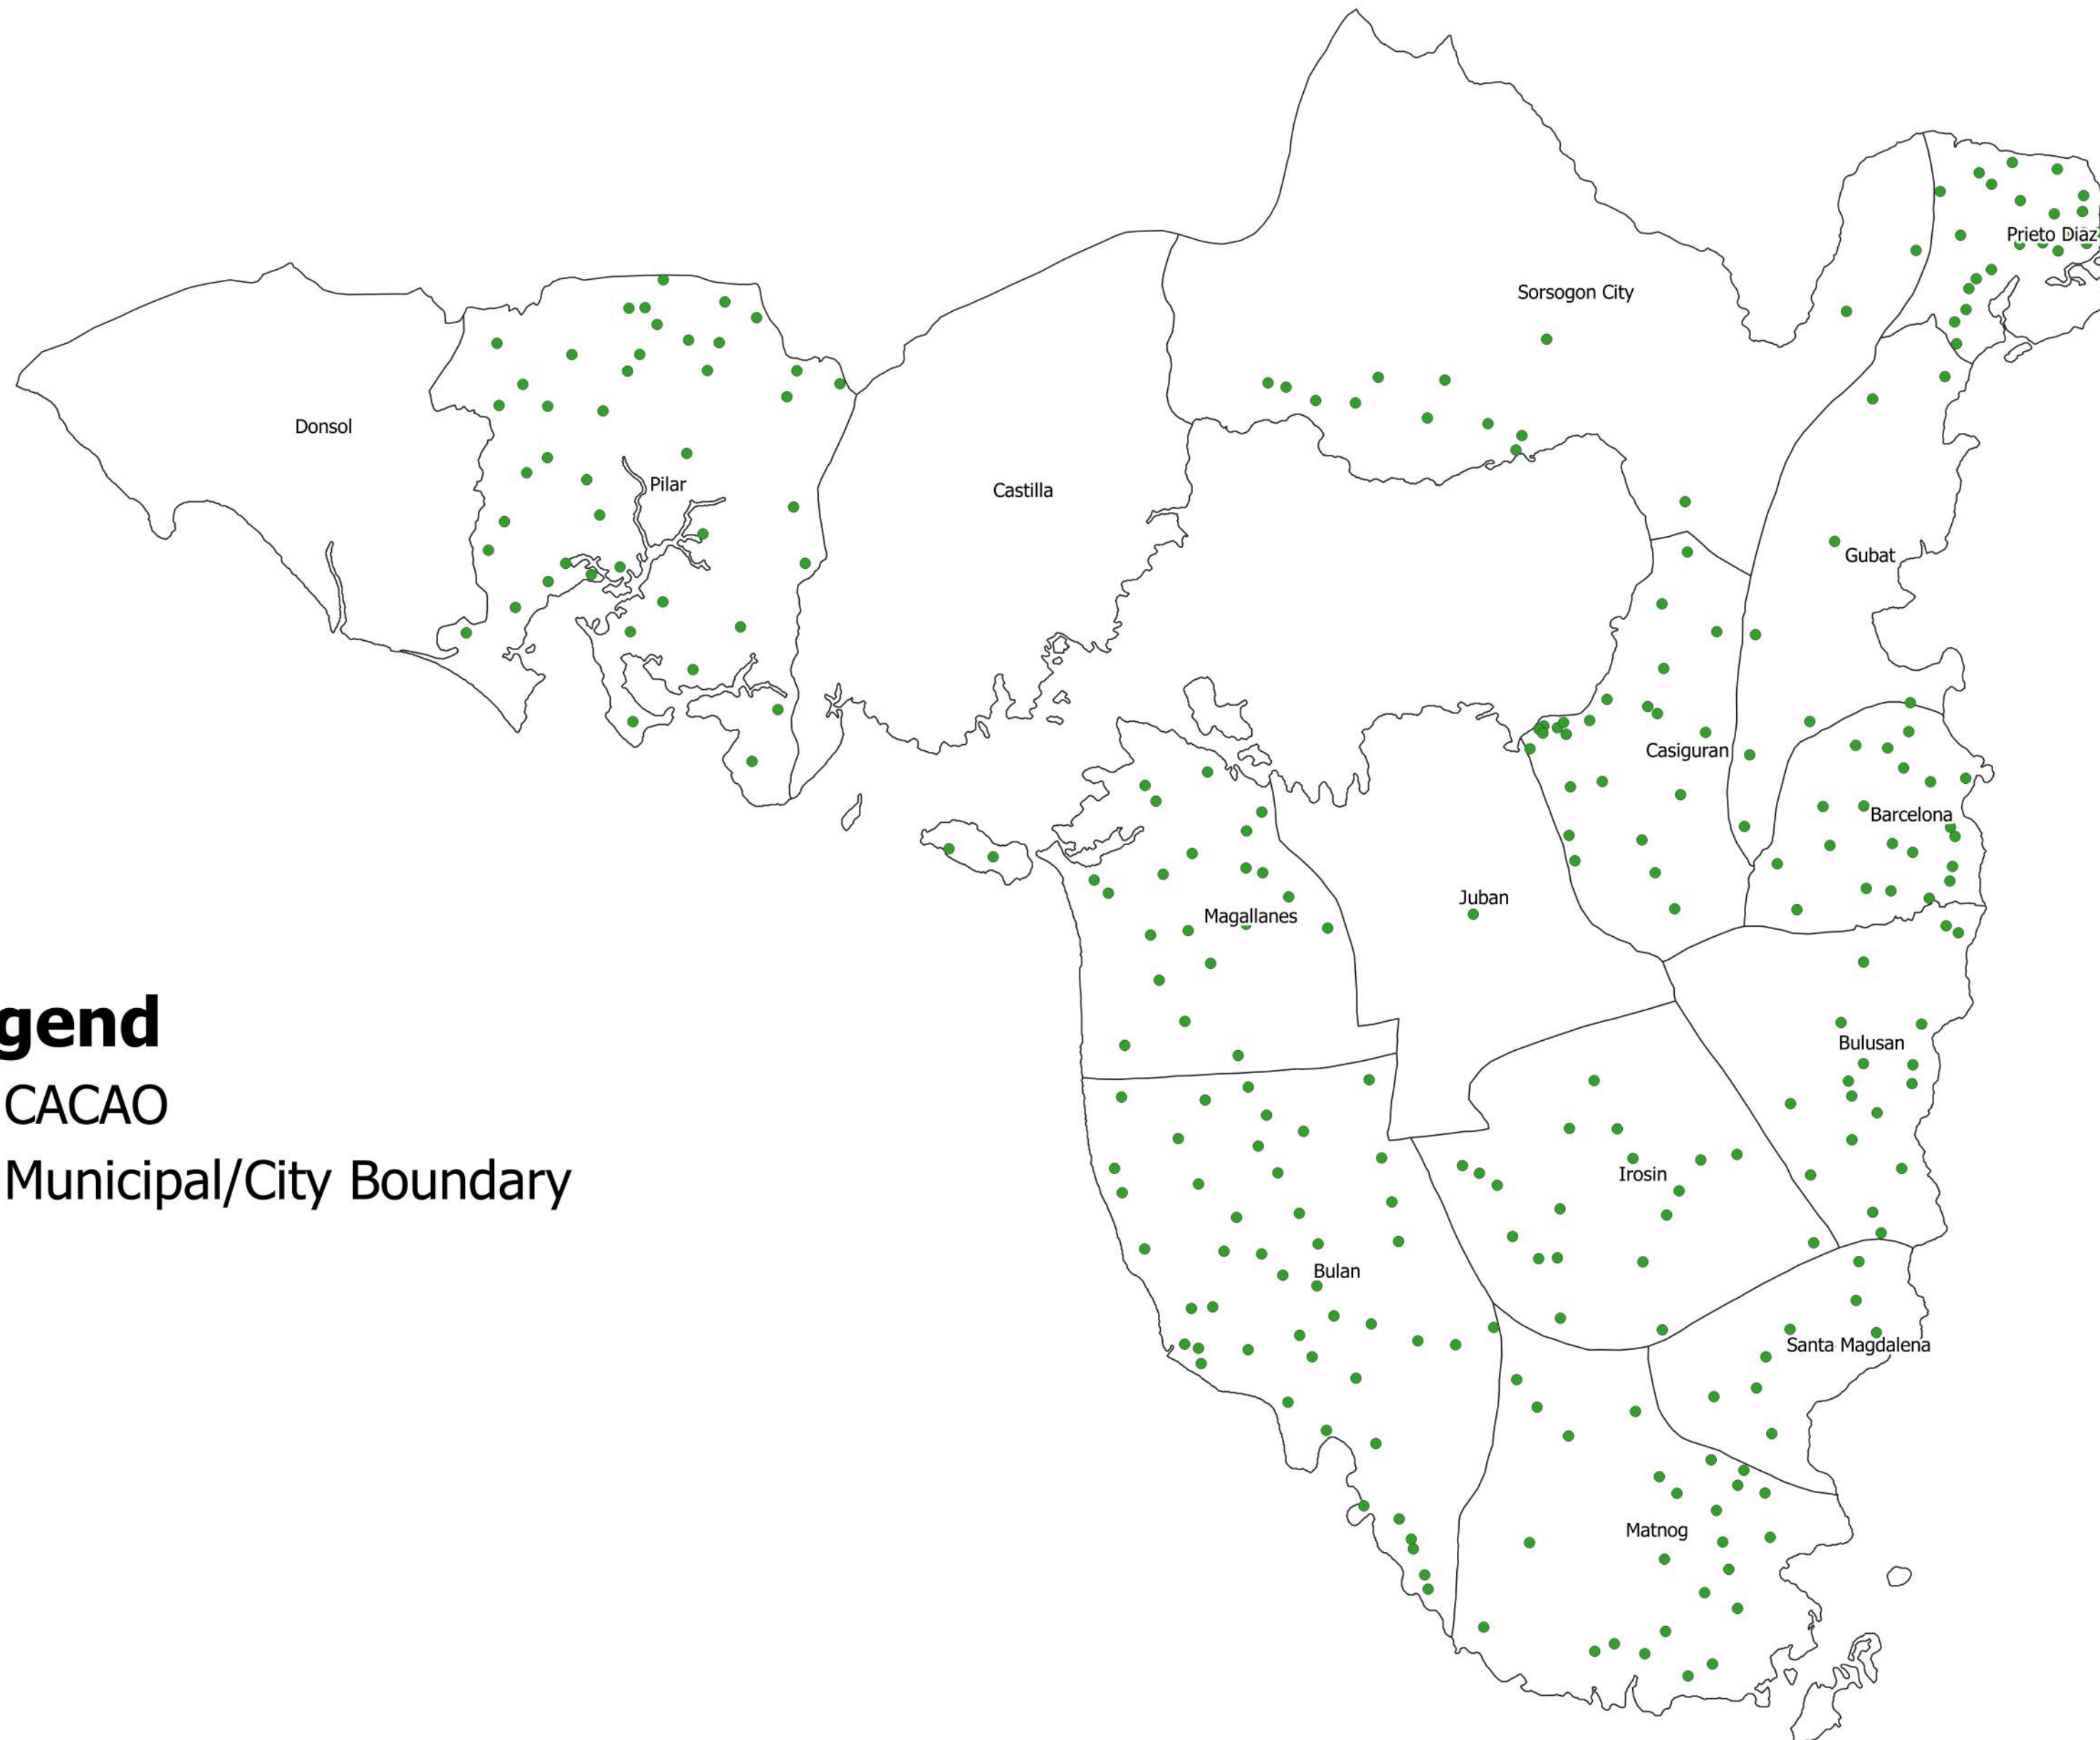 Sorsogon City
Prieto Diaz
Donsol
Pilar
Castilla
Gubat
Casiguran
Barcelona
Juban
Magallanes
Bulusan
Irosin
Bulan
Santa Magdalena
Matnog
gend
CACAO
Municipal/City Boundary